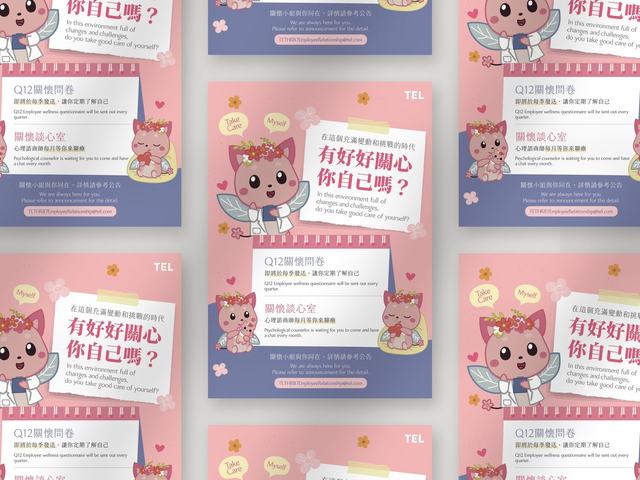 TEL
Take
Care
Myself
在這個充滿變動和挑戰的時代
有好好關心
你自己嗎？
In this environment full of
changes and challenges,
do you take good care of yourself?
Q12關懷問卷
即將於每季發送，讓你定期了解自己
Q12 Employee wellness questionnaire will be sent out every
quarter.
關懷談心室
心理諮商師每月等你來聊癒
Psychological counselor is waiting for you to come and have
a chat every month.
關懷小組與你同在，詳情請參考公告
We are always here for you.
Please refer to announcement for the detail.
TETHR87EmployeeRelationship@tel.com